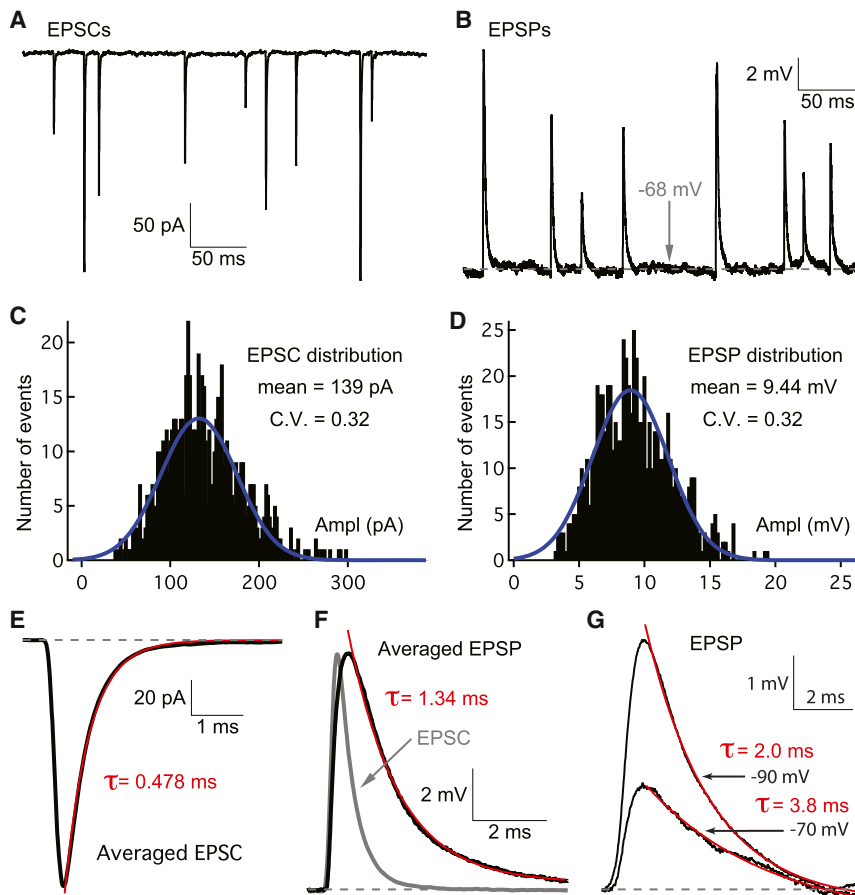 A
EPSCs
50 pA
50 ms
B
EPSPs
2 mV
50 ms
-68 mV
C
Number of events
20
15
10
5
0
EPSC distribution
mean = 139 pA
C.V. = 0.32
Ampl (pA)
0 100 200 300
D
Number of events
25
20
15
10
5
0
EPSP distribution
mean = 9.44 mV
C.V. = 0.32
Ampl (mV)
0 5 10 15 20 25
E
20 pA
1 ms
τ= 0.478 ms
Averaged EPSC
F
Averaged EPSP
τ= 1.34 ms
EPSC
2 mV
2 ms
G
EPSP
1 mV
2 ms
τ= 2.0 ms
-90 mV
τ= 3.8 ms
-70 mV